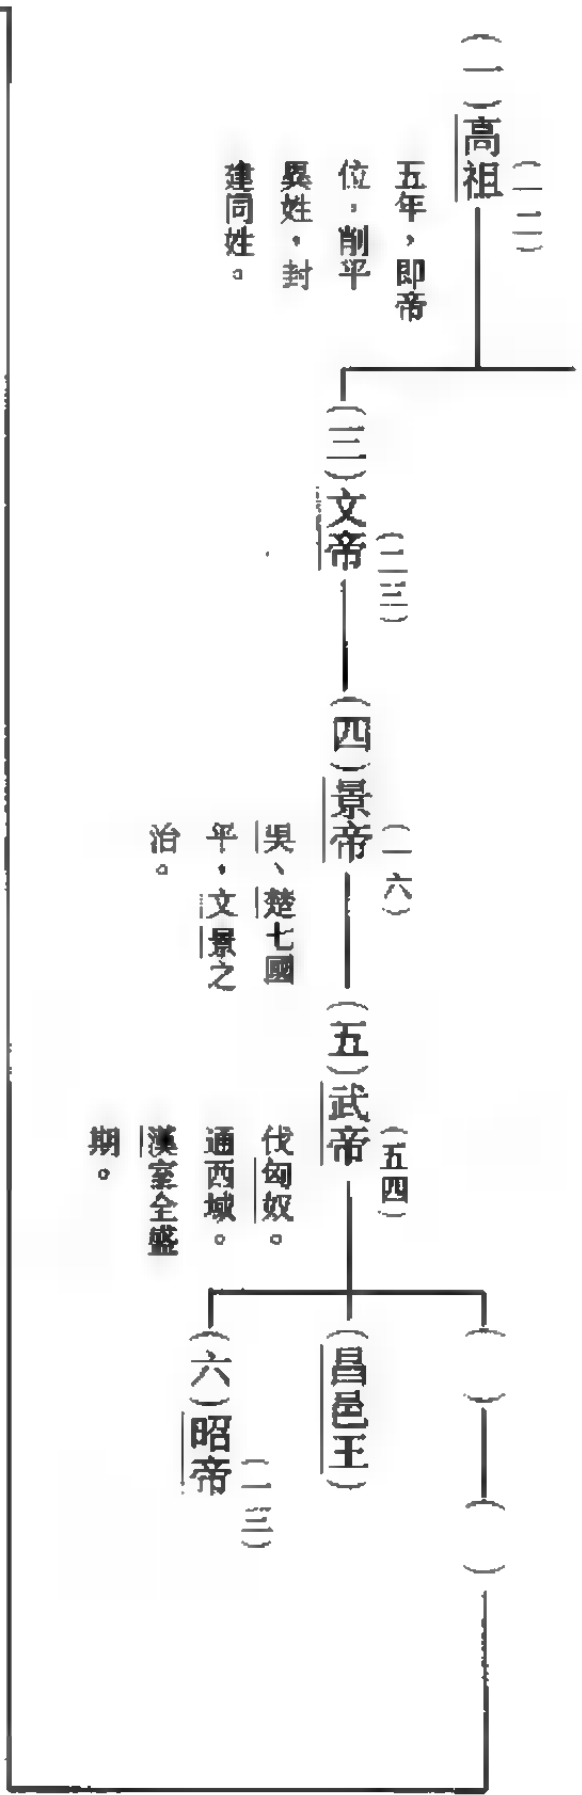 （一）高祖
（一二）
五年，即帝
位，削平
異姓，封
建同姓。
（三）文帝
（二三）
（四）景帝
（一六）
吳、楚七國
平，文景之
治。
（五）武帝
（五四）
伐匈奴。
通西域。
漢室全盛
期。
（　）
（　）
（昌邑王）
（六）昭帝
（一三）